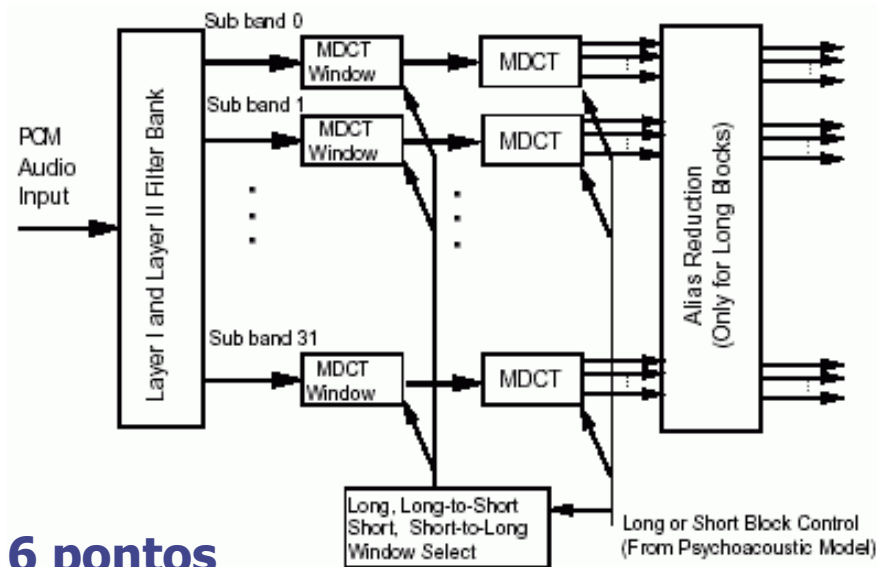 Sub band 0
MDCT
Window
MDCT
Sub band 1
MDCT
Window
MDCT
PCM
Audio
Input
Layer I and Layer II Filter Bank
Alias Reduction
(Only for Long Blocks)
Sub band 31
MDCT
Window
MDCT
Long, Long-to-Short
Short, Short-to-Long
Window Select
Long or Short Block Control
(From Psychoacoustic Model)
6 pontos